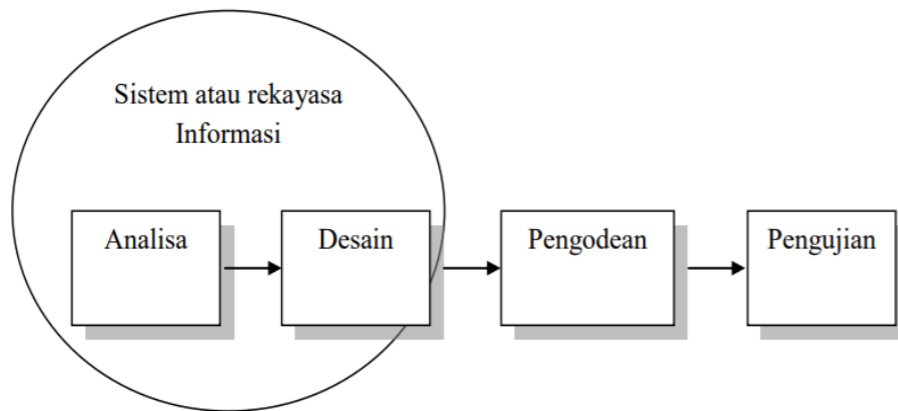 Sistem atau rekayasa
Informasi
Analisa
Desain
Pengodean
Pengujian